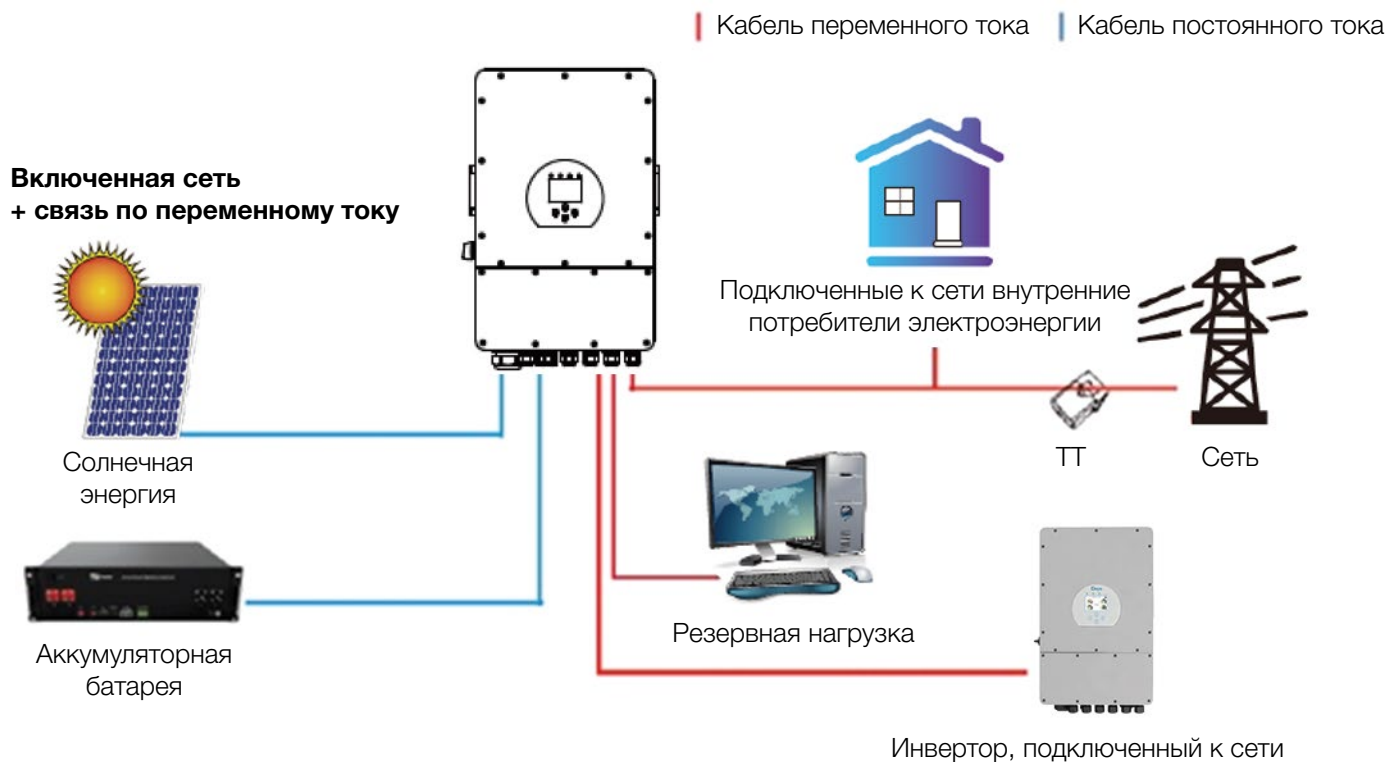 Кабель переменного тока
Кабель постоянного тока
Включенная сеть
+ связь по переменному току
Подключенные к сети внутренние
потребители электроэнергии
Солнечная
энергия
ТТ
Сеть
Резервная нагрузка
Аккумуляторная
батарея
Инвертор, подключенный к сети